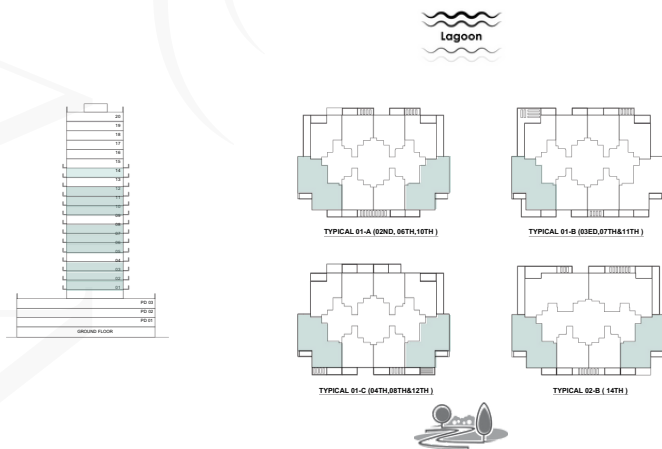 Lagoon
20
19
18
17
16
15
14
13
12
11
10
09
08
07
06
05
04
03
02
01
PD 03
PD 02
PD 01
GROUND FLOOR
TYPICAL 01-A (02ND, 06TH,10TH )
TYPICAL 01-B (03ED,07TH&11TH )
TYPICAL 01-C (04TH,08TH&12TH )
TYPICAL 02-B ( 14TH )